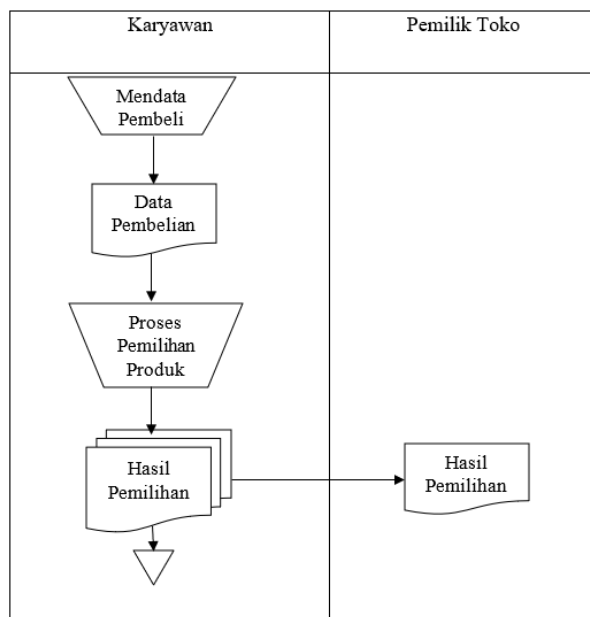 Karyawan
Pemilik Toko
Mendata
Pembeli
Data
Pembelian
Proses
Pemilihan
Produk
Hasil
Pemilihan
Hasil
Pemilihan